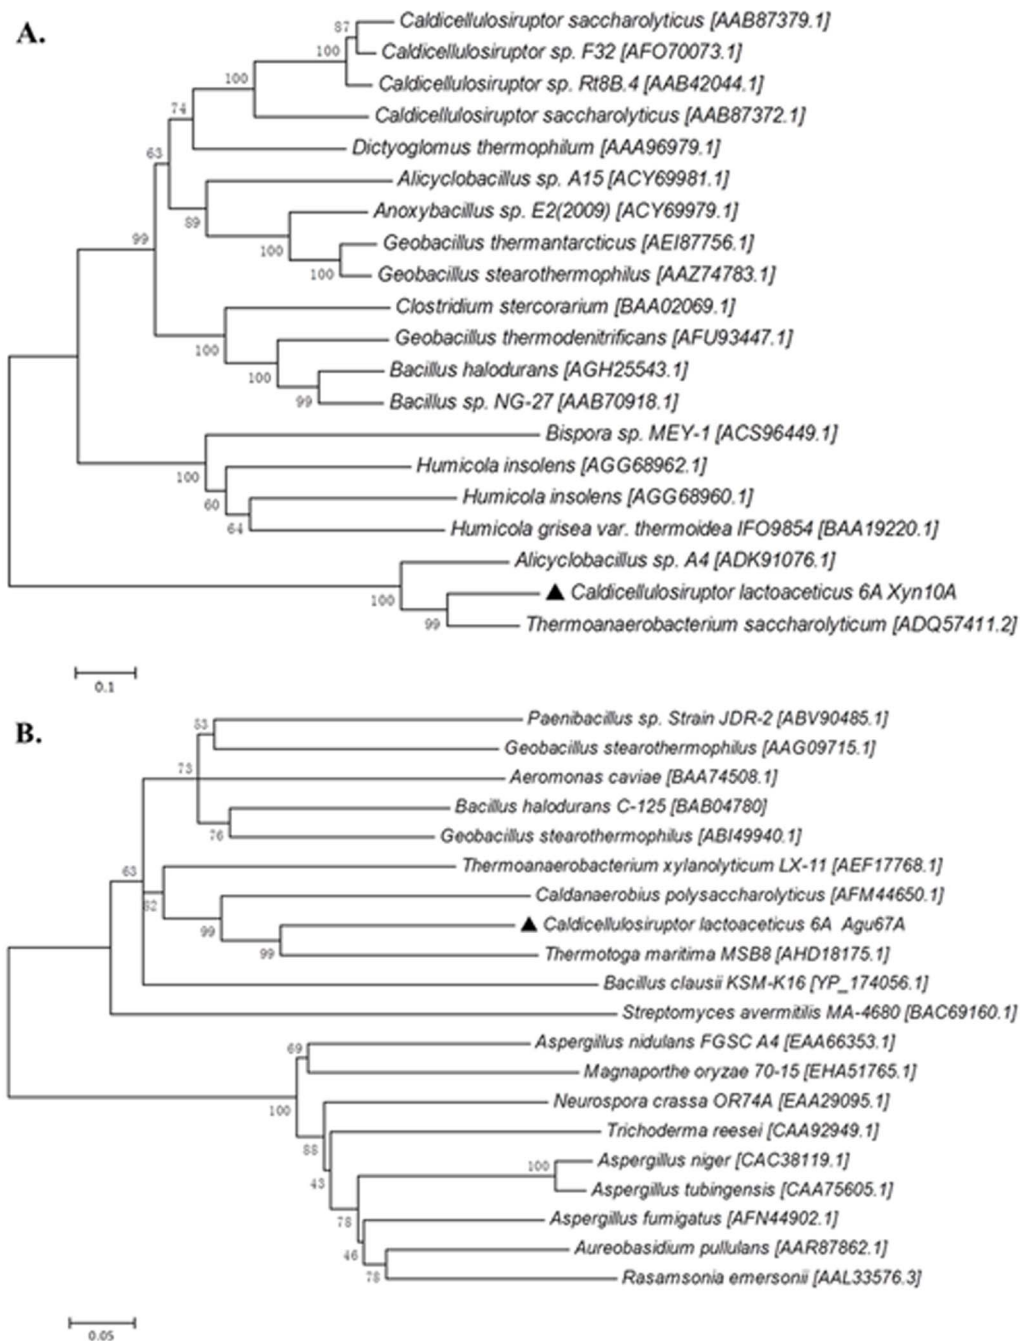 A.
87
Caldicellulosiruptor saccharolyticus [AAB87379.1]
100
Caldicellulosiruptor sp. F32 [AFO70073.1]
100
Caldicellulosiruptor sp. Rt8B.4 [AAB42044.1]
74
Caldicellulosiruptor saccharolyticus [AAB87372.1]
63
Dictyoglomus thermophilum [AAA96979.1]
Alicyclobacillus sp. A15 [ACY69981.1]
89
Anoxybacillus sp. E2(2009) [ACY69979.1]
99
100
Geobacillus thermantarcticus [AEI87756.1]
100
Geobacillus stearothermophilus [AAZ74783.1]
Clostridium stercorarium [BAA02069.1]
100
Geobacillus thermodenitrificans [AFU93447.1]
100
Bacillus halodurans [AGH25543.1]
99
Bacillus sp. NG-27 [AAB70918.1]
Bispora sp. MEY-1 [ACS96449.1]
100
Humicola insolens [AGG68962.1]
60
Humicola insolens [AGG68960.1]
64
Humicola grisea var. thermoidea IFO9854 [BAA19220.1]
Alicyclobacillus sp. A4 [ADK91076.1]
100
▲ Caldicellulosiruptor lactoaceticus 6A Xyn10A
99
Thermoanaerobacterium saccharolyticum [ADQ57411.2]
0.1
B.
53
Paenibacillus sp. Strain JDR-2 [ABV90485.1]
Geobacillus stearothermophilus [AAG09715.1]
73
Aeromonas caviae [BAA74508.1]
Bacillus halodurans C-125 [BAB04780]
76
Geobacillus stearothermophilus [ABI49940.1]
63
Thermoanaerobacterium xylanolyticum LX-11 [AEF17768.1]
82
Caldanaerobius polysaccharolyticus [AFM44650.1]
99
▲ Caldicellulosiruptor lactoaceticus 6A Agu67A
99
Thermotoga maritima MSB8 [AHD18175.1]
Bacillus clausii KSM-K16 [YP_174056.1]
Streptomyces avermitilis MA-4680 [BAC69160.1]
69
Aspergillus nidulans FGSC A4 [EAA66353.1]
Magnaporthe oryzae 70-15 [EHA51765.1]
100
Neurospora crassa OR74A [EAA29095.1]
88
Trichoderma reesei [CAA92949.1]
43
100
Aspergillus niger [CAC38119.1]
Aspergillus tubingensis [CAA75605.1]
78
Aspergillus fumigatus [AFN44902.1]
46
Aureobasidium pullulans [AAR87862.1]
78
Rasamsonia emersonii [AAL33576.3]
0.05